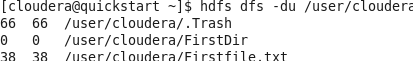 [cloudera@quickstart ~]$ hdfs dfs -du /user/cloudera
66  66  /user/cloudera/.Trash
0   0   /user/cloudera/FirstDir
38  38  /user/cloudera/Firstfile.txt